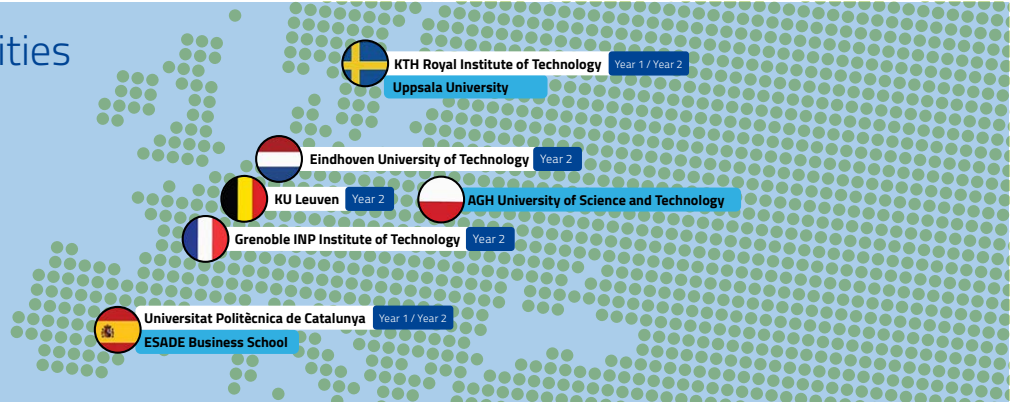 ities
KTH Royal Institute of Technology Year 1 / Year 2
Uppsala University
Eindhoven University of Technology Year 2
KU Leuven Year 2
AGH University of Science and Technology
Grenoble INP Institute of Technology Year 2
Universitat Politècnica de Catalunya Year 1 / Year 2
ESADE Business School